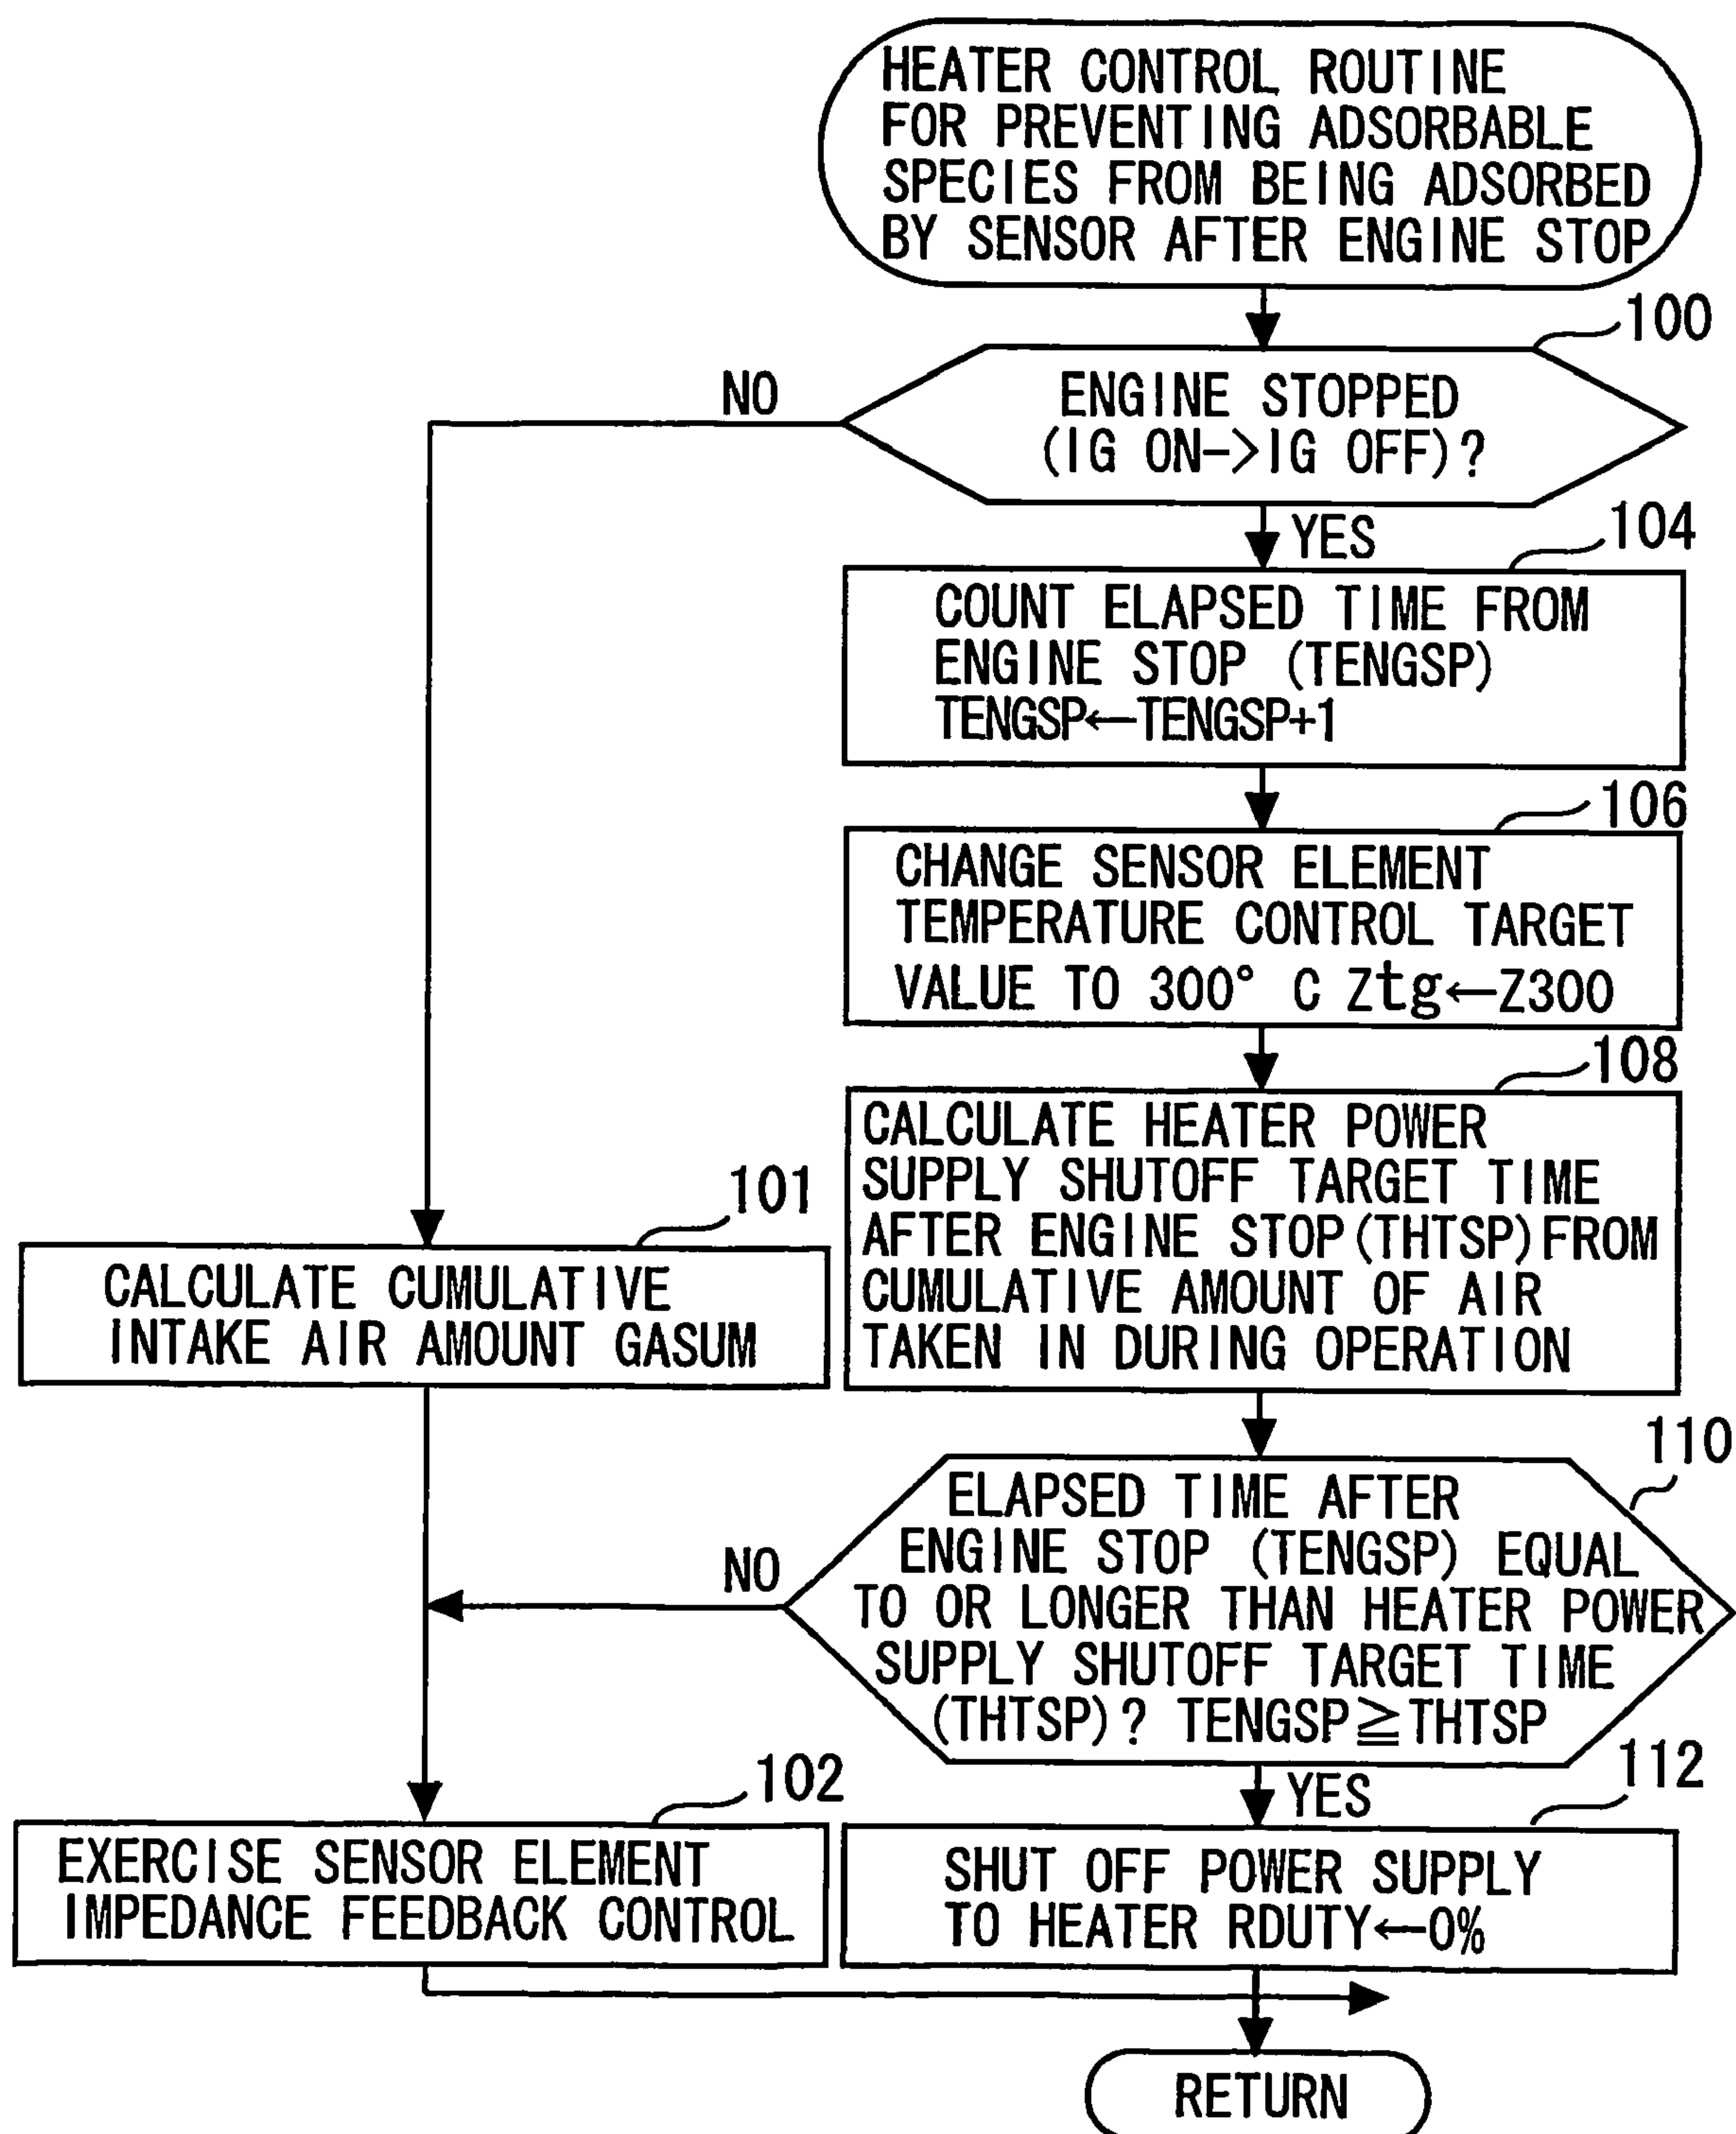 HEATER CONTROL ROUTINE
FOR PREVENTING ADSORBABLE
SPECIES FROM BEING ADSORBED
BY SENSOR AFTER ENGINE STOP
100
NO
ENGINE STOPPED
(IG ON->IG OFF)?
YES
104
COUNT ELAPSED TIME FROM
ENGINE STOP (TENGSP)
TENGSP←TENGSP+1
106
CHANGE SENSOR ELEMENT
TEMPERATURE CONTROL TARGET
VALUE TO 300° C Ztg←Z300
108
CALCULATE HEATER POWER
SUPPLY SHUTOFF TARGET TIME
AFTER ENGINE STOP(THTSP)FROM
CUMULATIVE AMOUNT OF AIR
TAKEN IN DURING OPERATION
101
CALCULATE CUMULATIVE
INTAKE AIR AMOUNT GASUM
110
ELAPSED TIME AFTER
ENGINE STOP (TENGSP) EQUAL
TO OR LONGER THAN HEATER POWER
SUPPLY SHUTOFF TARGET TIME
(THTSP)? TENGSP≧THTSP
NO
YES
112
102
EXERCISE SENSOR ELEMENT
IMPEDANCE FEEDBACK CONTROL
SHUT OFF POWER SUPPLY
TO HEATER RDUTY←0%
RETURN